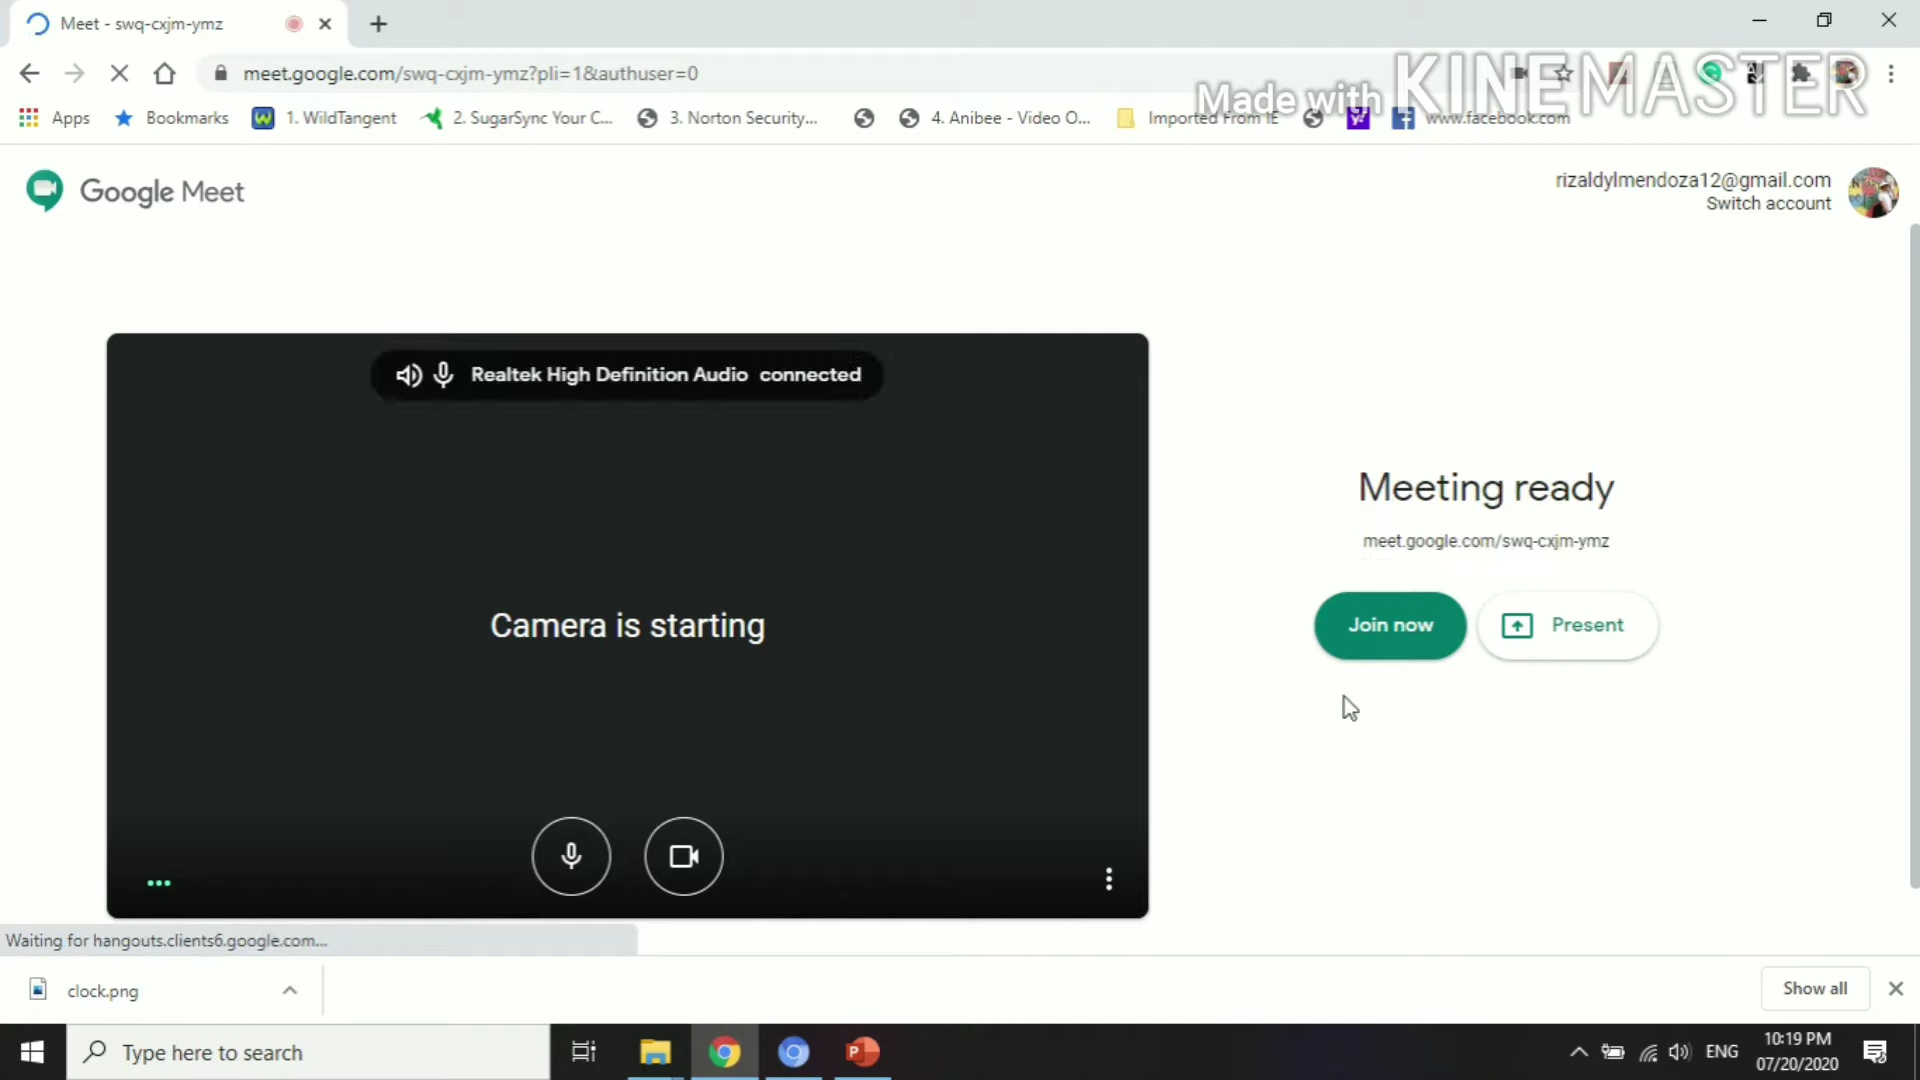 Meet - swq-cxjm-ymz
meet.google.com/swq-cxjm-ymz?pli=1&authuser=0
Made with KINEMASTER
Apps Bookmarks 1. WildTangent 2. SugarSync Your C... 3. Norton Security... 4. Anibee - Video O... Imported From IE www.facebook.com
Google Meet
rizaldylmendoza12@gmail.com
Switch account
Realtek High Definition Audio connected
Camera is starting
Meeting ready
meet.google.com/swq-cxjm-ymz
Join now Present
Waiting for hangouts.clients6.google.com...
clock.png
Show all
Type here to search
ENG
10:19 PM
07/20/2020